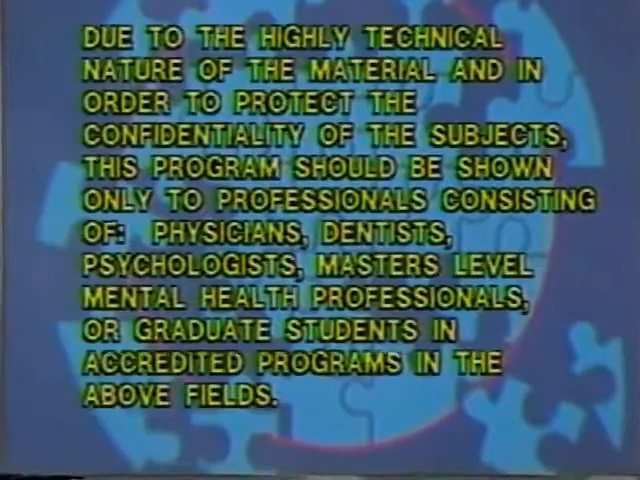 DUE TO THE HIGHLY TECHNICAL
NATURE OF THE MATERIAL AND IN
ORDER TO PROTECT THE
CONFIDENTIALITY OF THE SUBJECTS,
THIS PROGRAM SHOULD BE SHOWN
ONLY TO PROFESSIONALS CONSISTING
OF: PHYSICIANS, DENTISTS,
PSYCHOLOGISTS, MASTERS LEVEL
MENTAL HEALTH PROFESSIONALS,
OR GRADUATE STUDENTS IN
ACCREDITED PROGRAMS IN THE
ABOVE FIELDS.